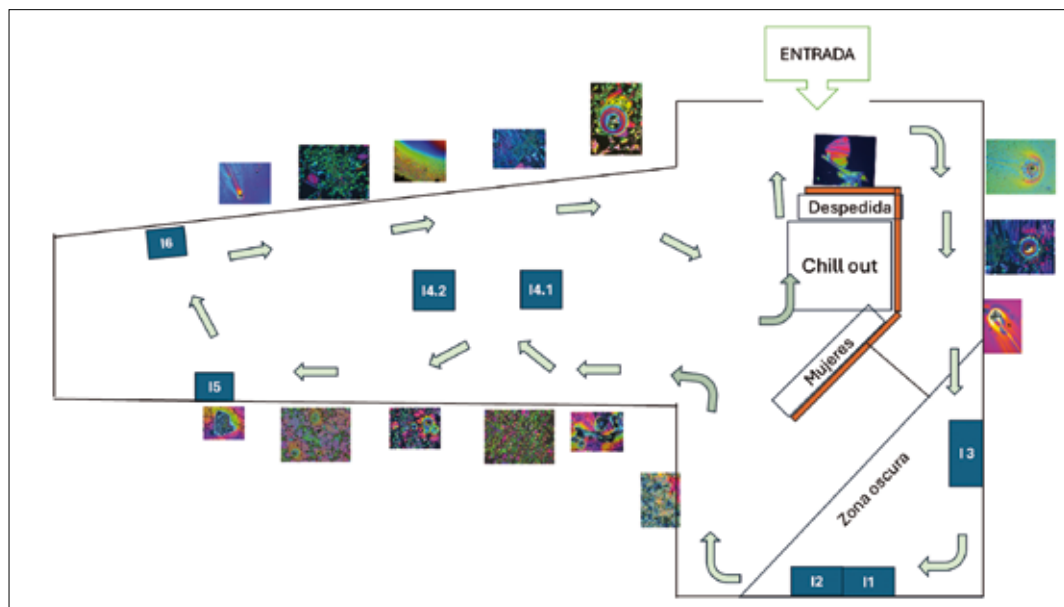 ENTRADA
Despedida
Chill out
Mujeres
I6
I4.2
I4.1
I5
I3
Zona oscura
I2
I1